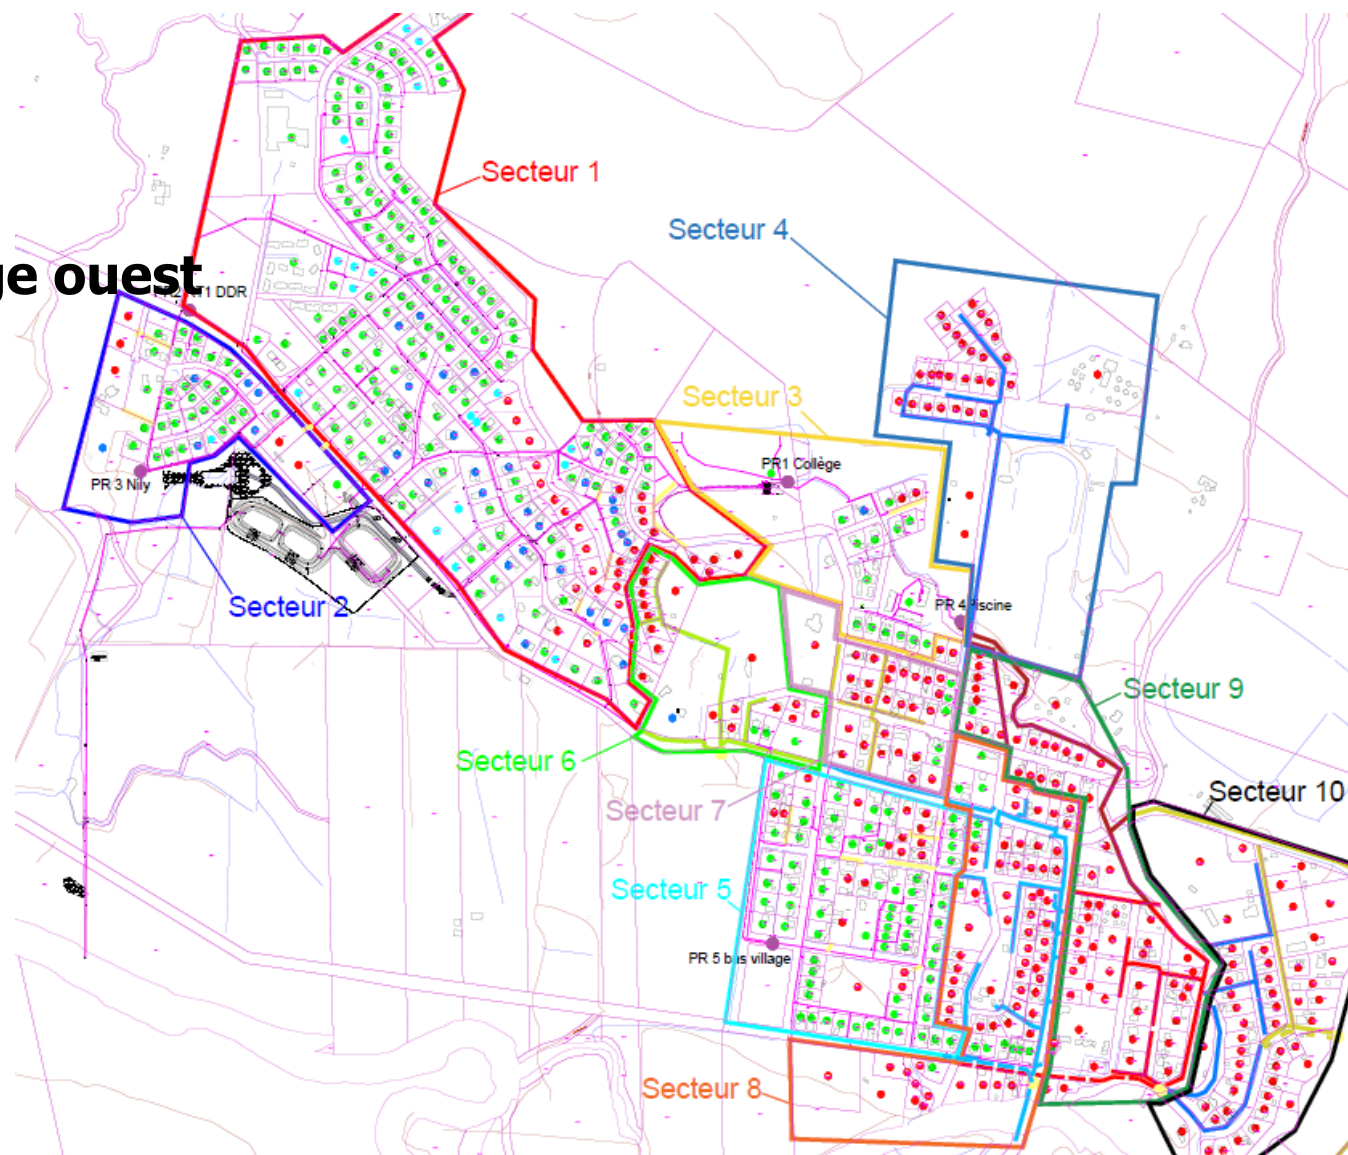 Secteur 1
Secteur 4
ge ouest
DDR
Secteur 3
PR1 Collège
PR 3 Nily
Secteur 2
PR 4 Piscine
Secteur 9
Secteur 6
Secteur 10
Secteur 7
Secteur 5
PR 5 bas village
Secteur 8